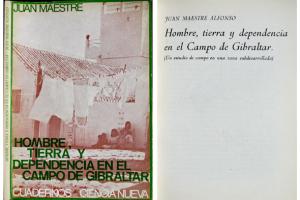 JUAN MAESTRE
HOMBRE
TIERRA Y
DEPENDENCIA EN EL
CAMPO DE GIBRALTAR
CUADERNOS CIENCIA NUEVA
JUAN MAESTRE ALFONSO
Hombre, tierra y dependencia
en el Campo de Gibraltar.
(Un estudio de campo en una zona subdesarrollada)